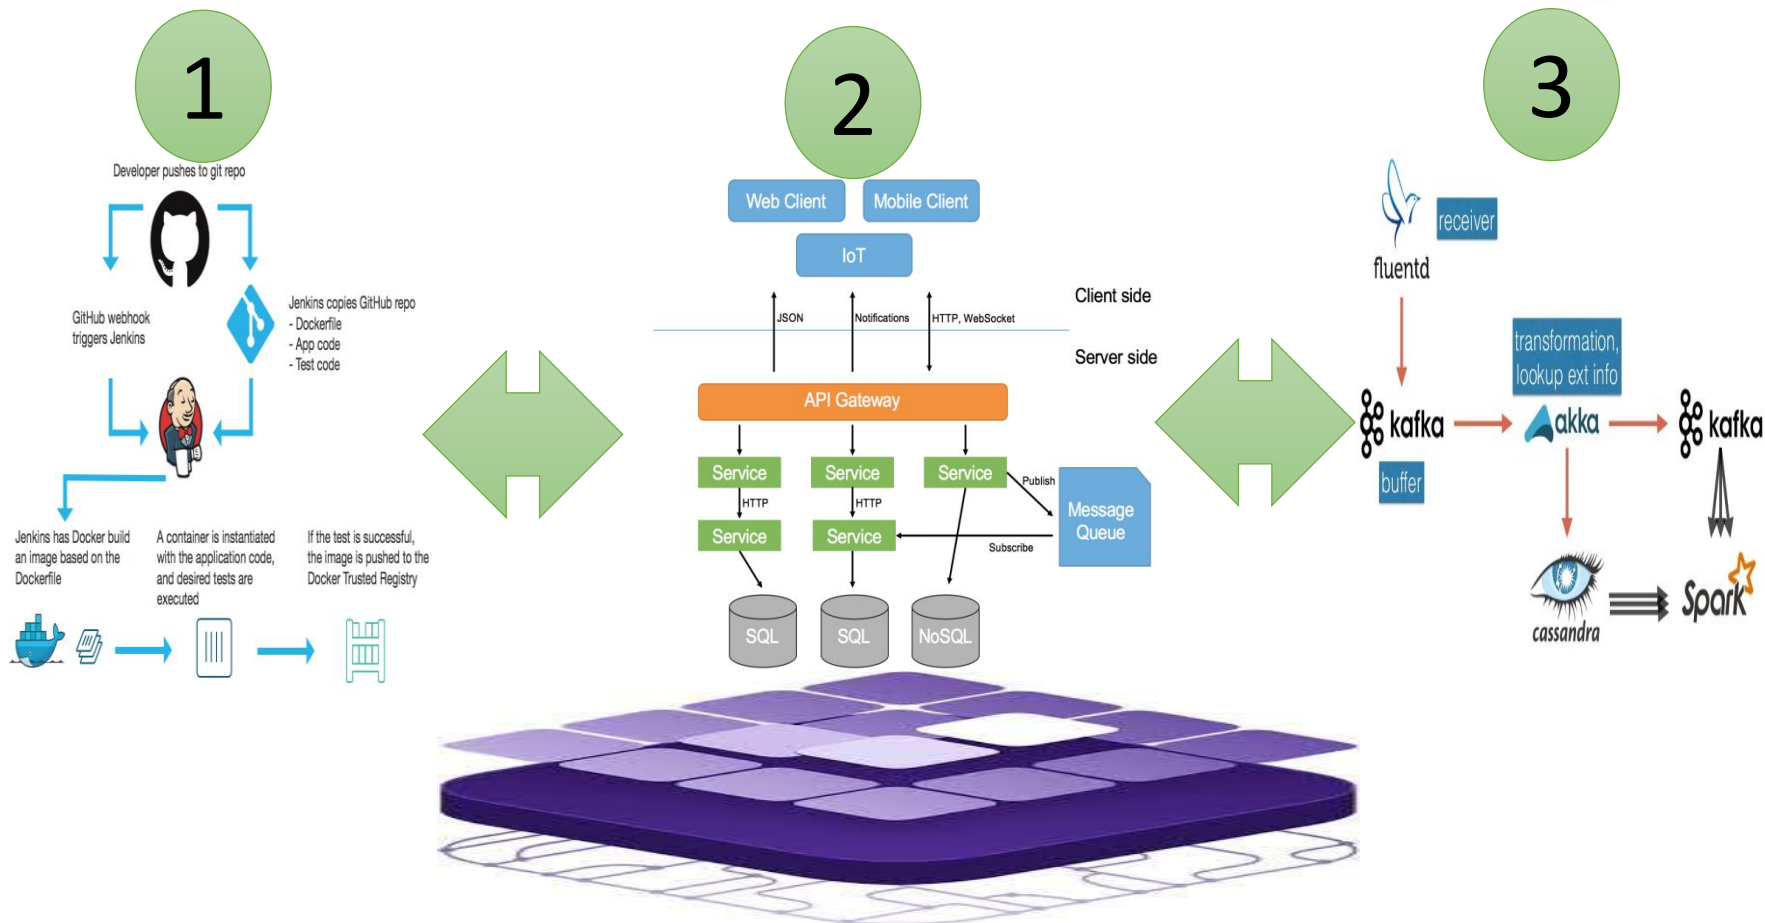 1
Developer pushes to git repo
GitHub webhook
triggers Jenkins
Jenkins copies GitHub repo
- Dockerfile
- App code
- Test code
Jenkins has Docker build
an image based on the
Dockerfile
A container is instantiated
with the application code,
and desired tests are
executed
If the test is successful,
the image is pushed to the
Docker Trusted Registry
2
Web Client
Mobile Client
IoT
JSON
Notifications
HTTP, WebSocket
Client side
Server side
API Gateway
Service
Service
Service
HTTP
HTTP
Publish
Service
Service
Message
Queue
Subscribe
SQL
SQL
NoSQL
3
receiver
fluentd
transformation,
lookup ext info
kafka
akka
kafka
buffer
cassandra
Spark